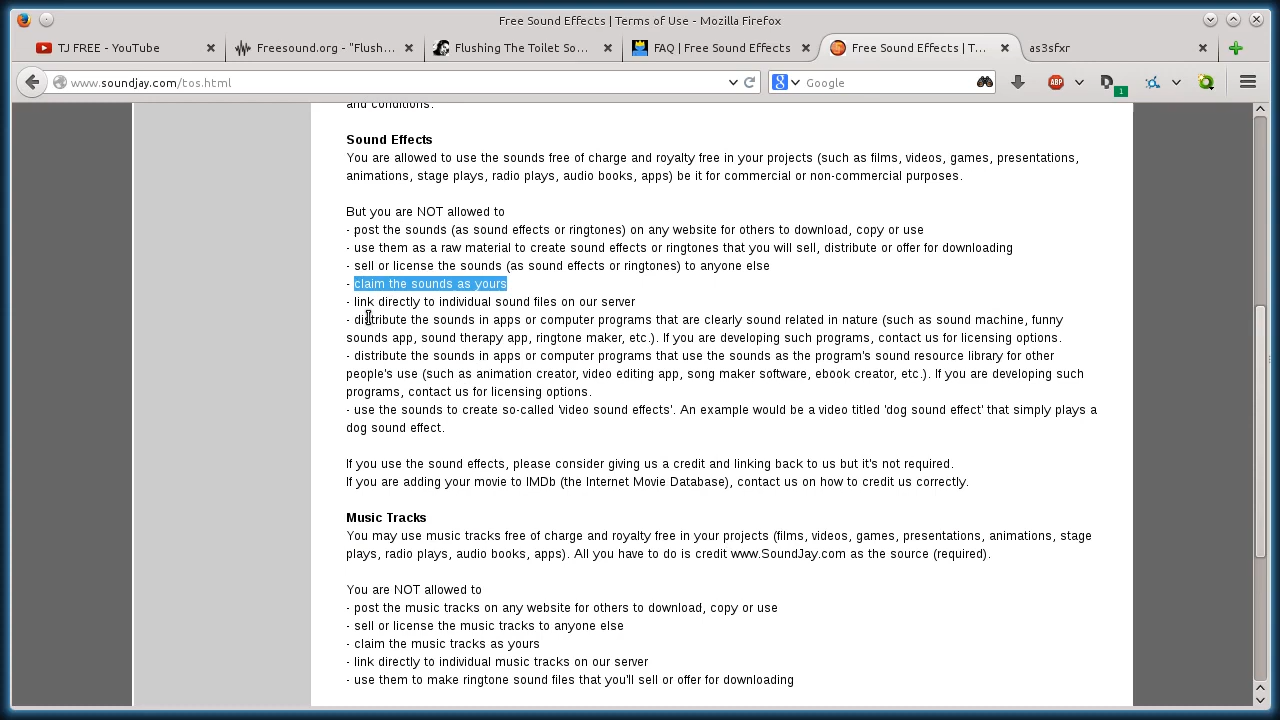 Free Sound Effects | Terms of Use - Mozilla Firefox
TJ FREE - YouTube
Freesound.org - "Flush...
Flushing The Toilet So...
FAQ | Free Sound Effects
Free Sound Effects | T...
as3sfxr
www.soundjay.com/tos.html
8
Google
ABP
D
1
and conditions.
Sound Effects
You are allowed to use the sounds free of charge and royalty free in your projects (such as films, videos, games, presentations,
animations, stage plays, radio plays, audio books, apps) be it for commercial or non-commercial purposes.
But you are NOT allowed to
- post the sounds (as sound effects or ringtones) on any website for others to download, copy or use
- use them as a raw material to create sound effects or ringtones that you will sell, distribute or offer for downloading
- sell or license the sounds (as sound effects or ringtones) to anyone else
- claim the sounds as yours
- link directly to individual sound files on our server
- distribute the sounds in apps or computer programs that are clearly sound related in nature (such as sound machine, funny
sounds app, sound therapy app, ringtone maker, etc.). If you are developing such programs, contact us for licensing options.
- distribute the sounds in apps or computer programs that use the sounds as the program's sound resource library for other
people's use (such as animation creator, video editing app, song maker software, ebook creator, etc.). If you are developing such
programs, contact us for licensing options.
- use the sounds to create so-called 'video sound effects'. An example would be a video titled 'dog sound effect' that simply plays a
dog sound effect.
If you use the sound effects, please consider giving us a credit and linking back to us but it's not required.
If you are adding your movie to IMDb (the Internet Movie Database), contact us on how to credit us correctly.
Music Tracks
You may use music tracks free of charge and royalty free in your projects (films, videos, games, presentations, animations, stage
plays, radio plays, audio books, apps). All you have to do is credit www.SoundJay.com as the source (required).
You are NOT allowed to
- post the music tracks on any website for others to download, copy or use
- sell or license the music tracks to anyone else
- claim the music tracks as yours
- link directly to individual music tracks on our server
- use them to make ringtone sound files that you'll sell or offer for downloading